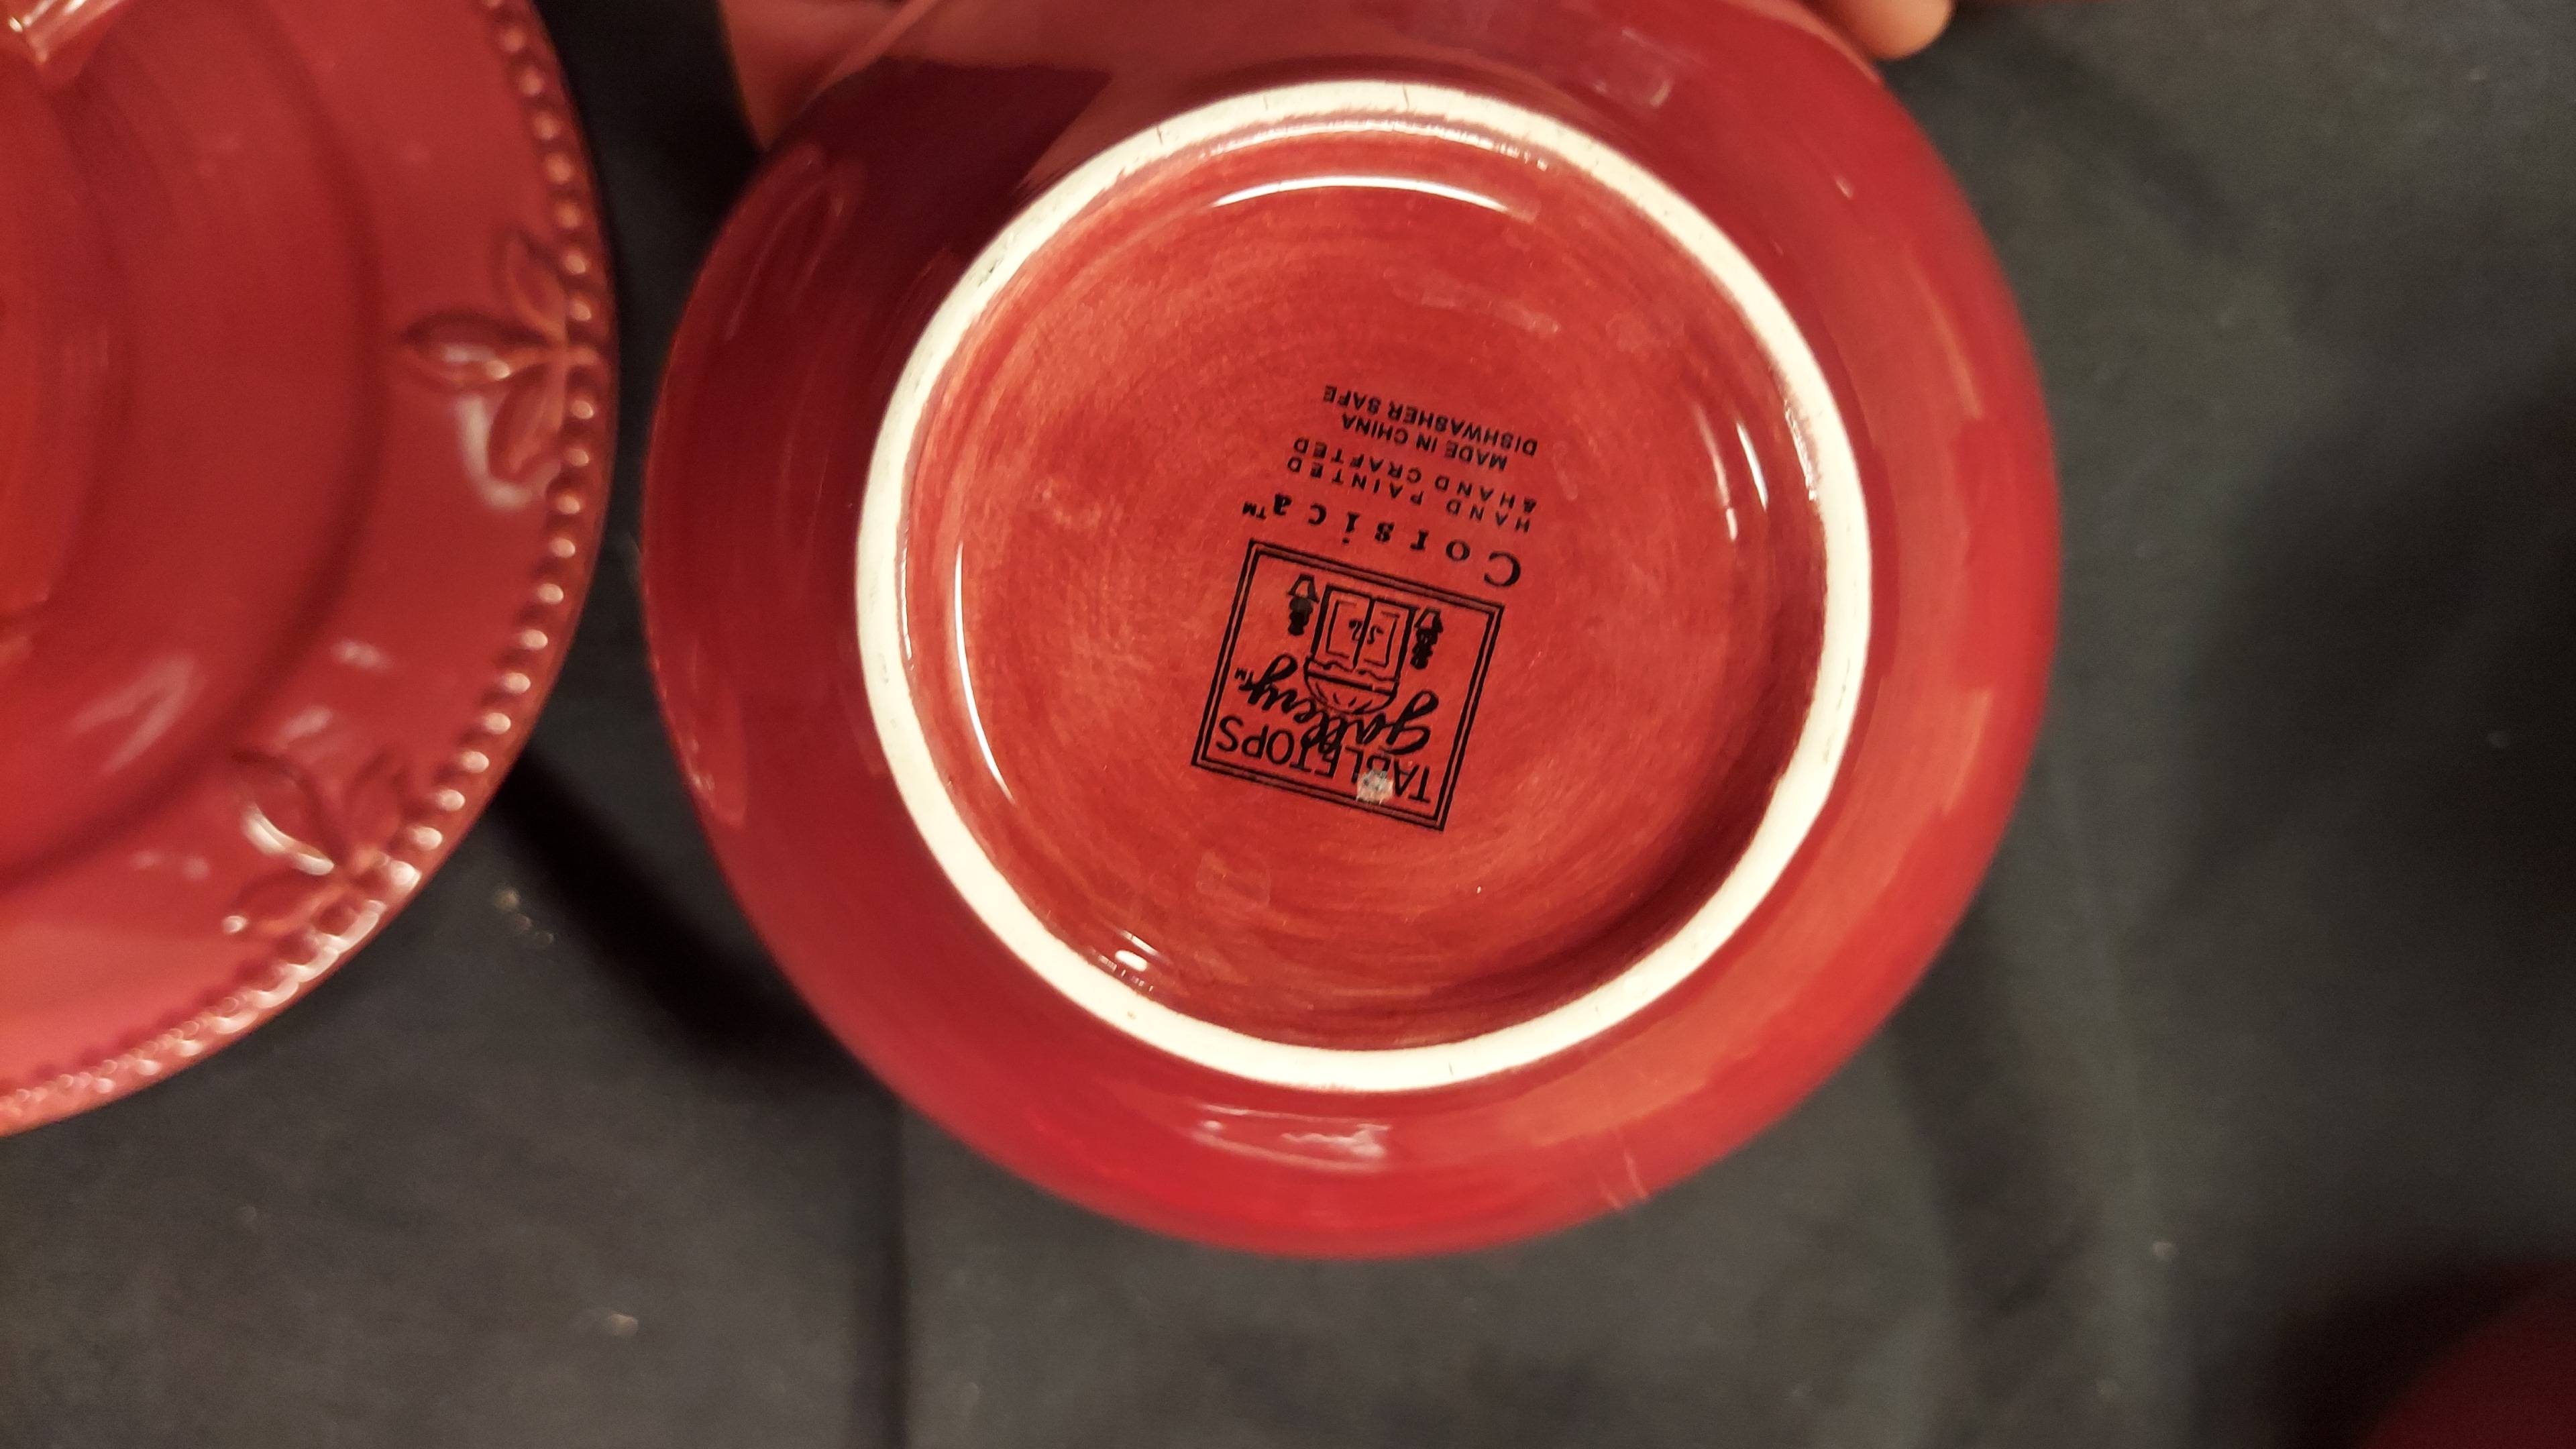 TABLETOPS
gallery™
Corsica™
HAND PAINTED
& HAND CRAFTED
MADE IN CHINA
DISHWASHER SAFE